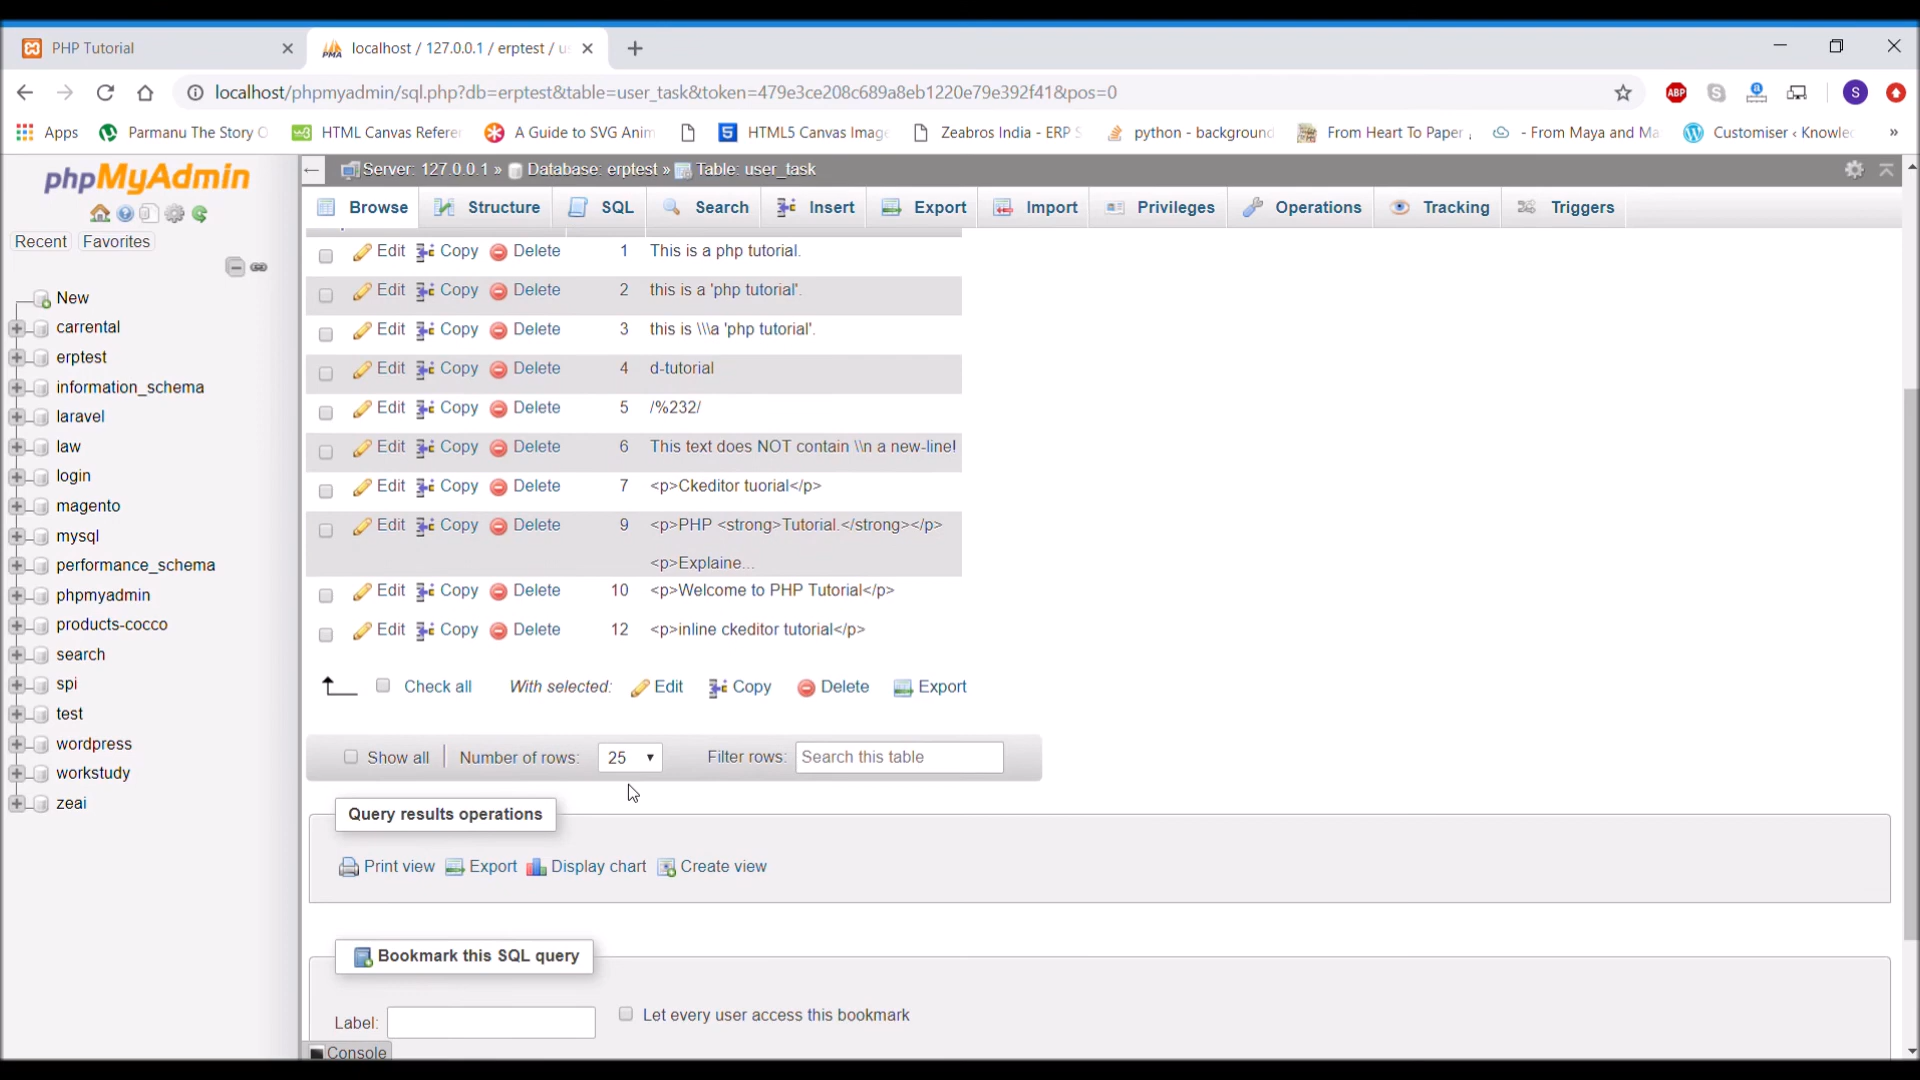 PHP Tutorial
localhost / 127.0.0.1 / erptest / us
localhost/phpmyadmin/sql.php?db=erptest&table=user_task&token=479e3ce208c689a8eb1220e79e392f41&pos=0
ABP
S
S
Apps
Parmanu The Story O
HTML Canvas Refere
A Guide to SVG Anim
HTML5 Canvas Imag
Zeabros India - ERP S
python - background
From Heart To Paper
- From Maya and Ma
Customiser ‹ Knowle
»
phpMyAdmin
Recent
Favorites
New
carrental
erptest
information_schema
laravel
law
login
magento
mysql
performance_schema
phpmyadmin
products-cocco
search
spi
test
wordpress
workstudy
zeai
Server: 127.0.0.1 » Database: erptest » Table: user_task
Browse Structure SQL Search Insert Export Import Privileges Operations Tracking Triggers
Edit Copy Delete 1 This is a php tutorial.
Edit Copy Delete 2 this is a 'php tutorial'.
Edit Copy Delete 3 this is \\\a 'php tutorial'.
Edit Copy Delete 4 d-tutorial
Edit Copy Delete 5 /%232/
Edit Copy Delete 6 This text does NOT contain \\n a new-line!
Edit Copy Delete 7 <p>Ckeditor tuorial</p>
Edit Copy Delete 9 <p>PHP <strong>Tutorial.</strong></p>
<p>Explaine...
Edit Copy Delete 10 <p>Welcome to PHP Tutorial</p>
Edit Copy Delete 12 <p>inline ckeditor tutorial</p>
Check all With selected: Edit Copy Delete Export
Show all Number of rows: 25 Filter rows: Search this table
Query results operations
Print view Export Display chart Create view
Bookmark this SQL query
Label: Let every user access this bookmark
Console